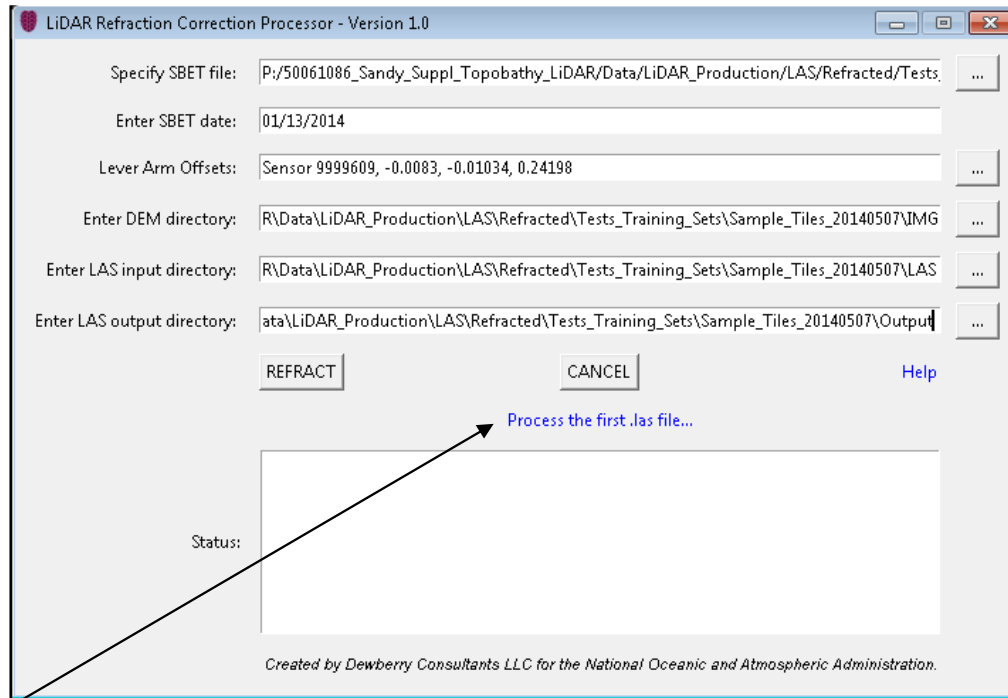 LiDAR Refraction Correction Processor - Version 1.0
Specify SBET file: P:/50061086_Sandy_Suppl_Topobathy_LiDAR/Data/LiDAR_Production/LAS/Refracted/Tests_ ...
Enter SBET date: 01/13/2014
Lever Arm Offsets: Sensor 9999609, -0.0083, -0.01034, 0.24198 ...
Enter DEM directory: R\Data\LiDAR_Production\LAS\Refracted\Tests_Training_Sets\Sample_Tiles_20140507\IMG ...
Enter LAS input directory: R\Data\LiDAR_Production\LAS\Refracted\Tests_Training_Sets\Sample_Tiles_20140507\LAS ...
Enter LAS output directory: ata\LiDAR_Production\LAS\Refracted\Tests_Training_Sets\Sample_Tiles_20140507\Output ...
REFRACT CANCEL Help
Process the first .las file...
Status:
Created by Dewberry Consultants LLC for the National Oceanic and Atmospheric Administration.